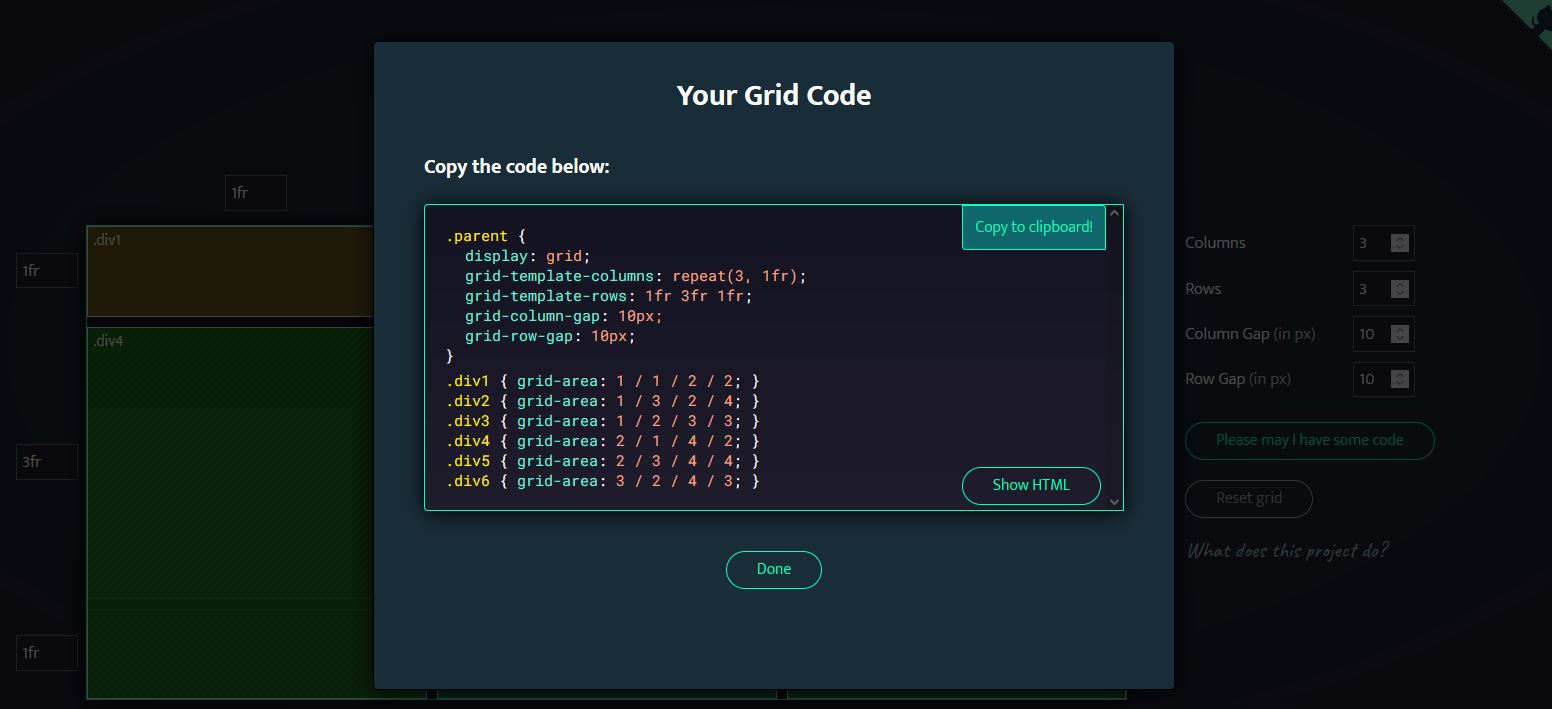 Your Grid Code
Copy the code below:
Copy to clipboard!
.parent {
display: grid;
grid-template-columns: repeat(3, 1fr);
grid-template-rows: 1fr 3fr 1fr;
grid-column-gap: 10px;
grid-row-gap: 10px;
}
.div1 { grid-area: 1 / 1 / 2 / 2; }
.div2 { grid-area: 1 / 3 / 2 / 4; }
.div3 { grid-area: 1 / 2 / 3 / 3; }
.div4 { grid-area: 2 / 1 / 4 / 2; }
.div5 { grid-area: 2 / 3 / 4 / 4; }
.div6 { grid-area: 3 / 2 / 4 / 3; }
Show HTML
Done
1fr
1fr
.div1
.div4
3fr
1fr
Columns 3
Rows 3
Column Gap (in px) 10
Row Gap (in px) 10
Please may I have some code
Reset grid
What does this project do?